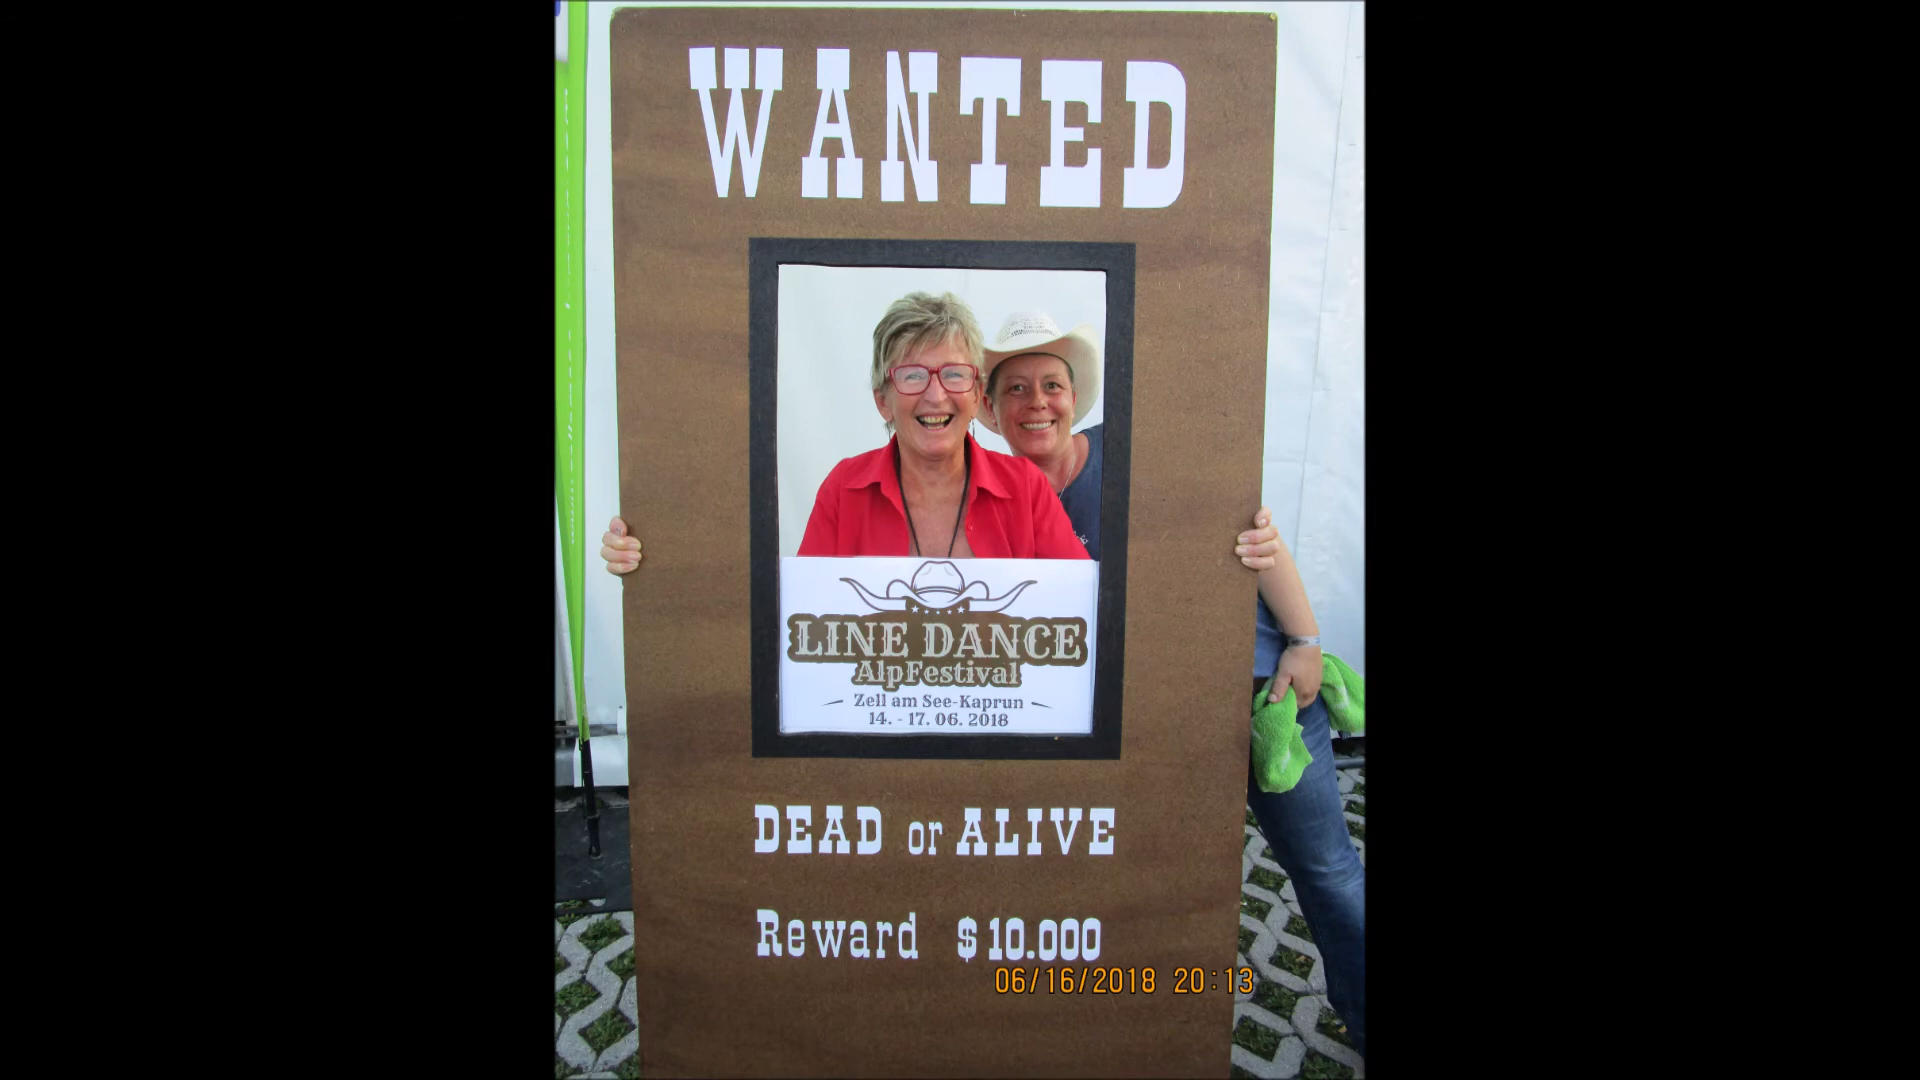 WANTED
LINE DANCE
AlpFestival
Zell am See-Kaprun
14. - 17. 06. 2018
DEAD or ALIVE
Reward $ 10.000
06/16/2018 20:13